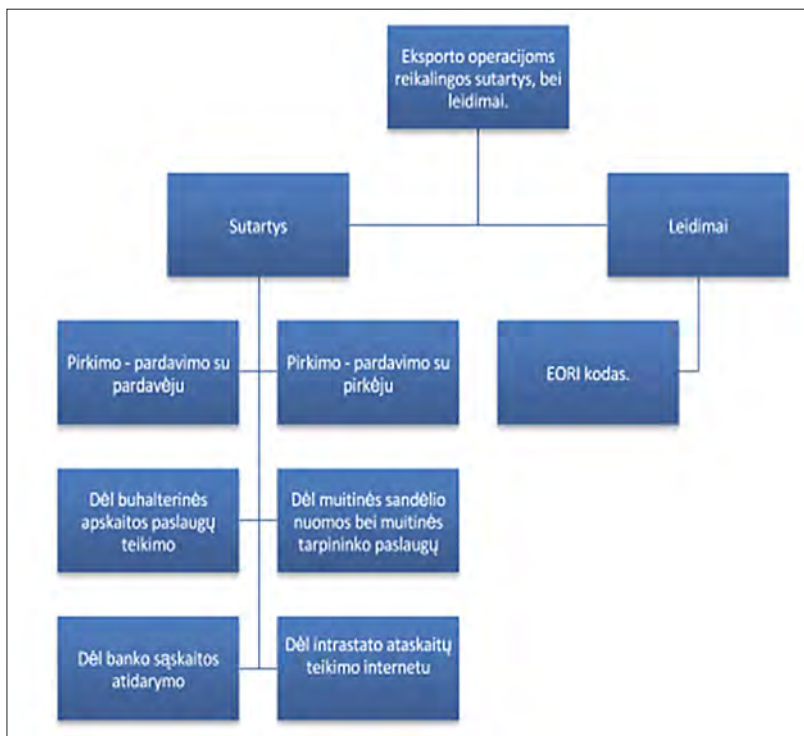 Eksporto operacijoms
reikalingos sutartys, bei
leidimai.
Sutartys
Leidimai
Pirkimo - pardavimo su
pardavėju
Pirkimo - pardavimo su
pirkėju
EORI kodas.
Dėl buhalterinės
apskaitos paslaugų
teikimo
Dėl muitinės sandėlio
nuomos bei muitinės
tarpininko paslaugų
Dėl banko sąskaitos
atidarymo
Dėl intrastato ataskaitų
teikimo internetu